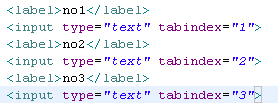 <label>no1</label>
<input type="text" tabindex="1">
<label>no2</label>
<input type="text" tabindex="2">
<label>no3</label>
<input type="text" tabindex="3">